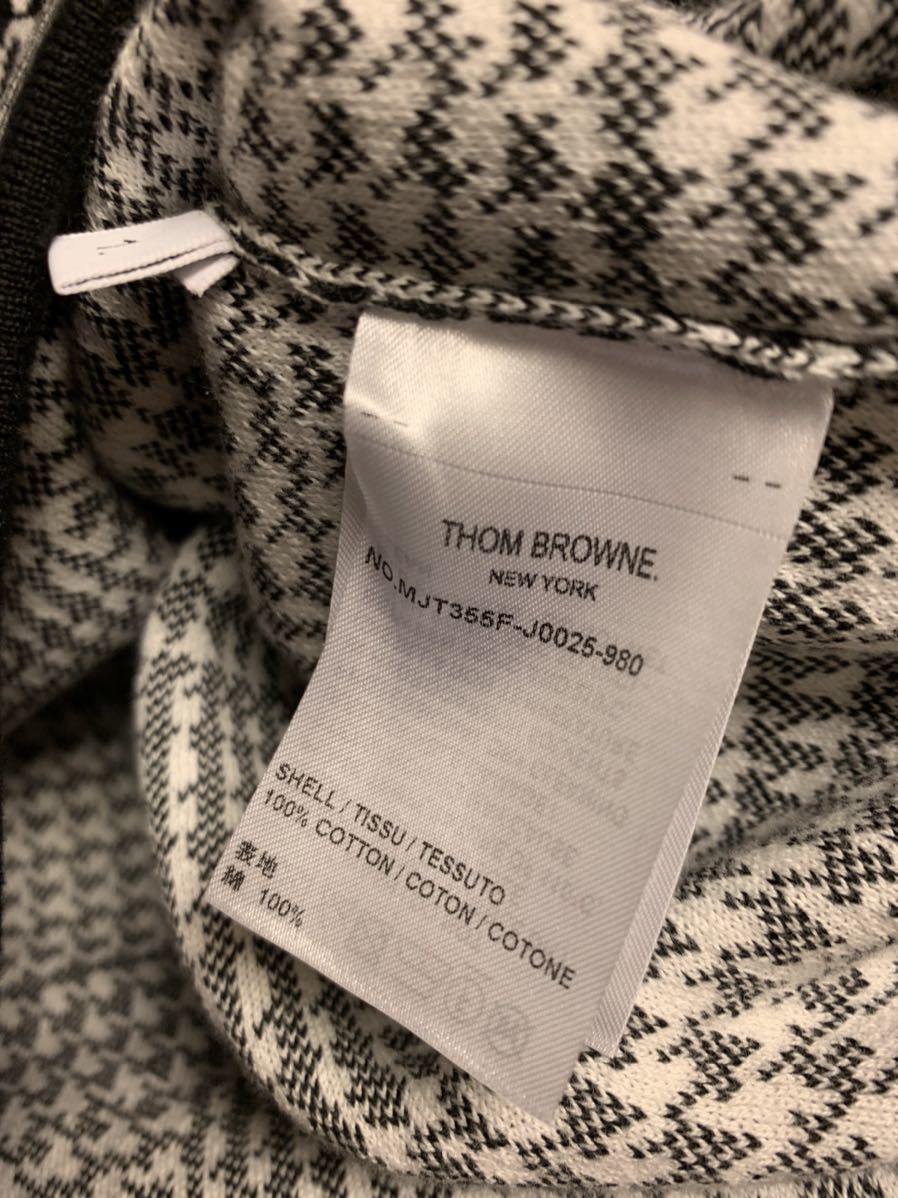 THOM BROWNE.
NEW YORK
NO.MJT355F-J0025-980
SHELL / TISSU / TESSUTO
100% COTTON / COTON / COTONE
表地
綿 100%